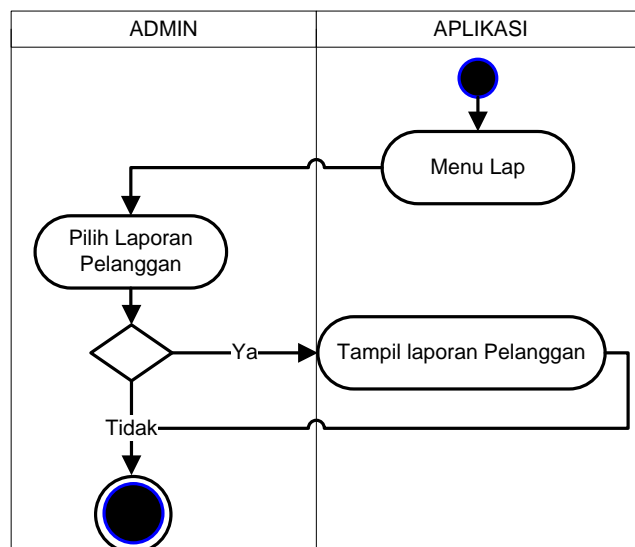 ADMIN
APLIKASI
Menu Lap
Pilih Laporan
Pelanggan
Ya
Tampil laporan Pelanggan
Tidak